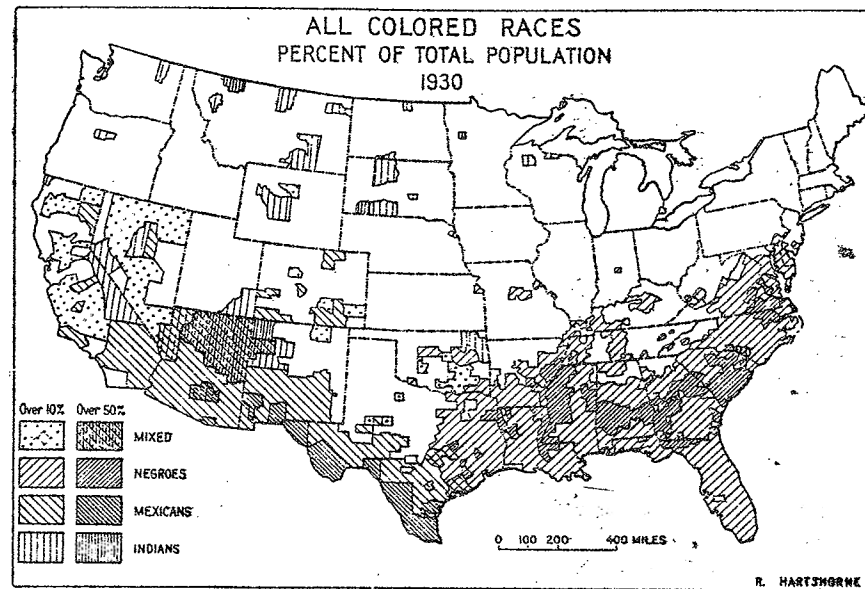 ALL COLORED RACES
PERCENT OF TOTAL POPULATION
1930
Over 10% Over 50%
MIXED
NEGROES
MEXICANS
INDIANS
0 100 200 400 MILES
R. HARTSHORNE